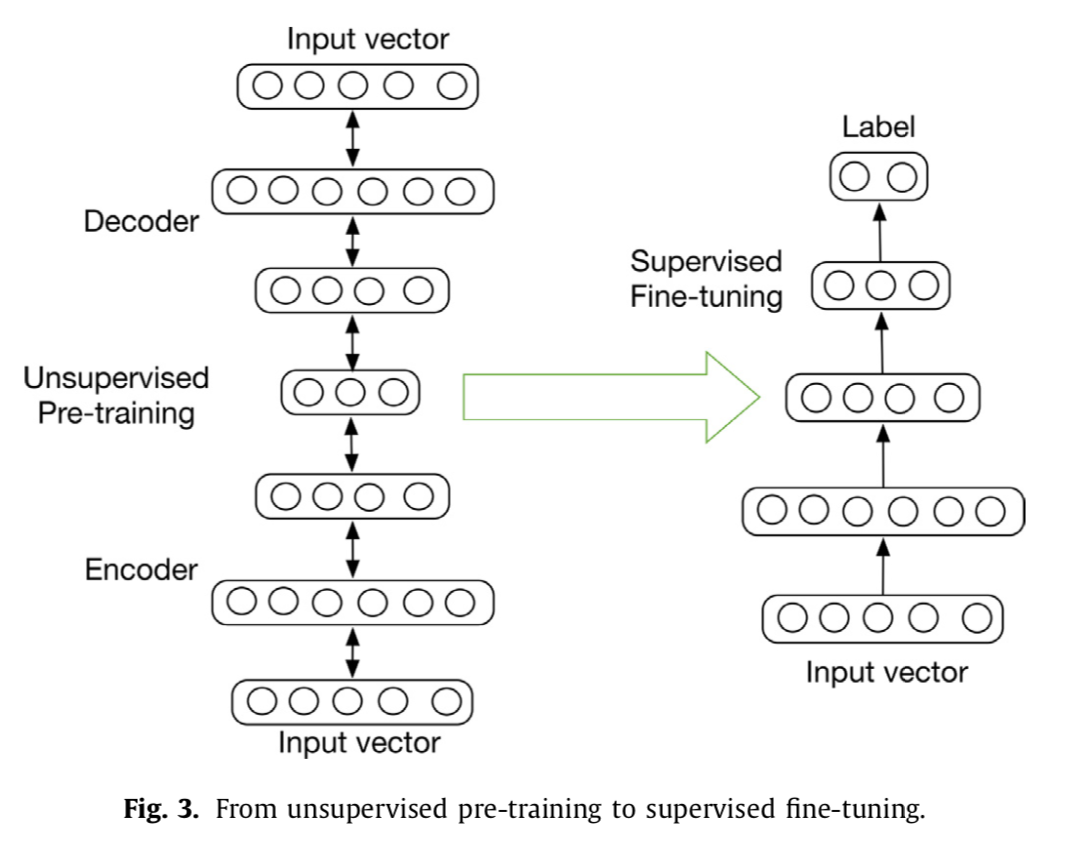 Input vector
Decoder
Unsupervised
Pre-training
Encoder
Input vector
Label
Supervised
Fine-tuning
Input vector
Fig. 3. From unsupervised pre-training to supervised fine-tuning.